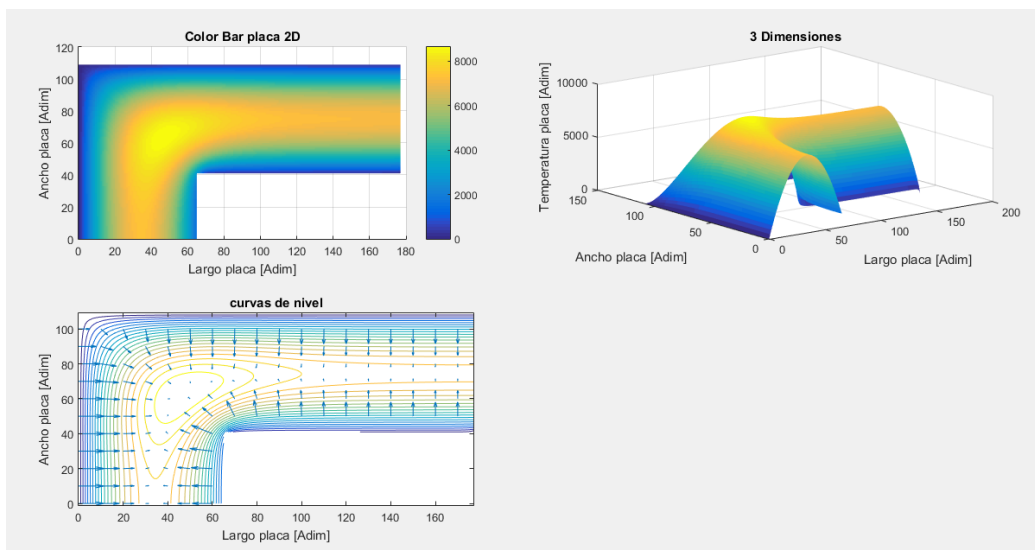 Color Bar placa 2D
120
100
80
60
40
20
0
0 20 40 60 80 100 120 140 160 180
Ancho placa [Adim]
Largo placa [Adim]
8000
6000
4000
2000
0
3 Dimensiones
10000
5000
0
150
100
50
0
0
50
100
150
200
Temperatura placa [Adim]
Ancho placa [Adim]
Largo placa [Adim]
curvas de nivel
100
80
60
40
20
0
0 20 40 60 80 100 120 140 160
Ancho placa [Adim]
Largo placa [Adim]